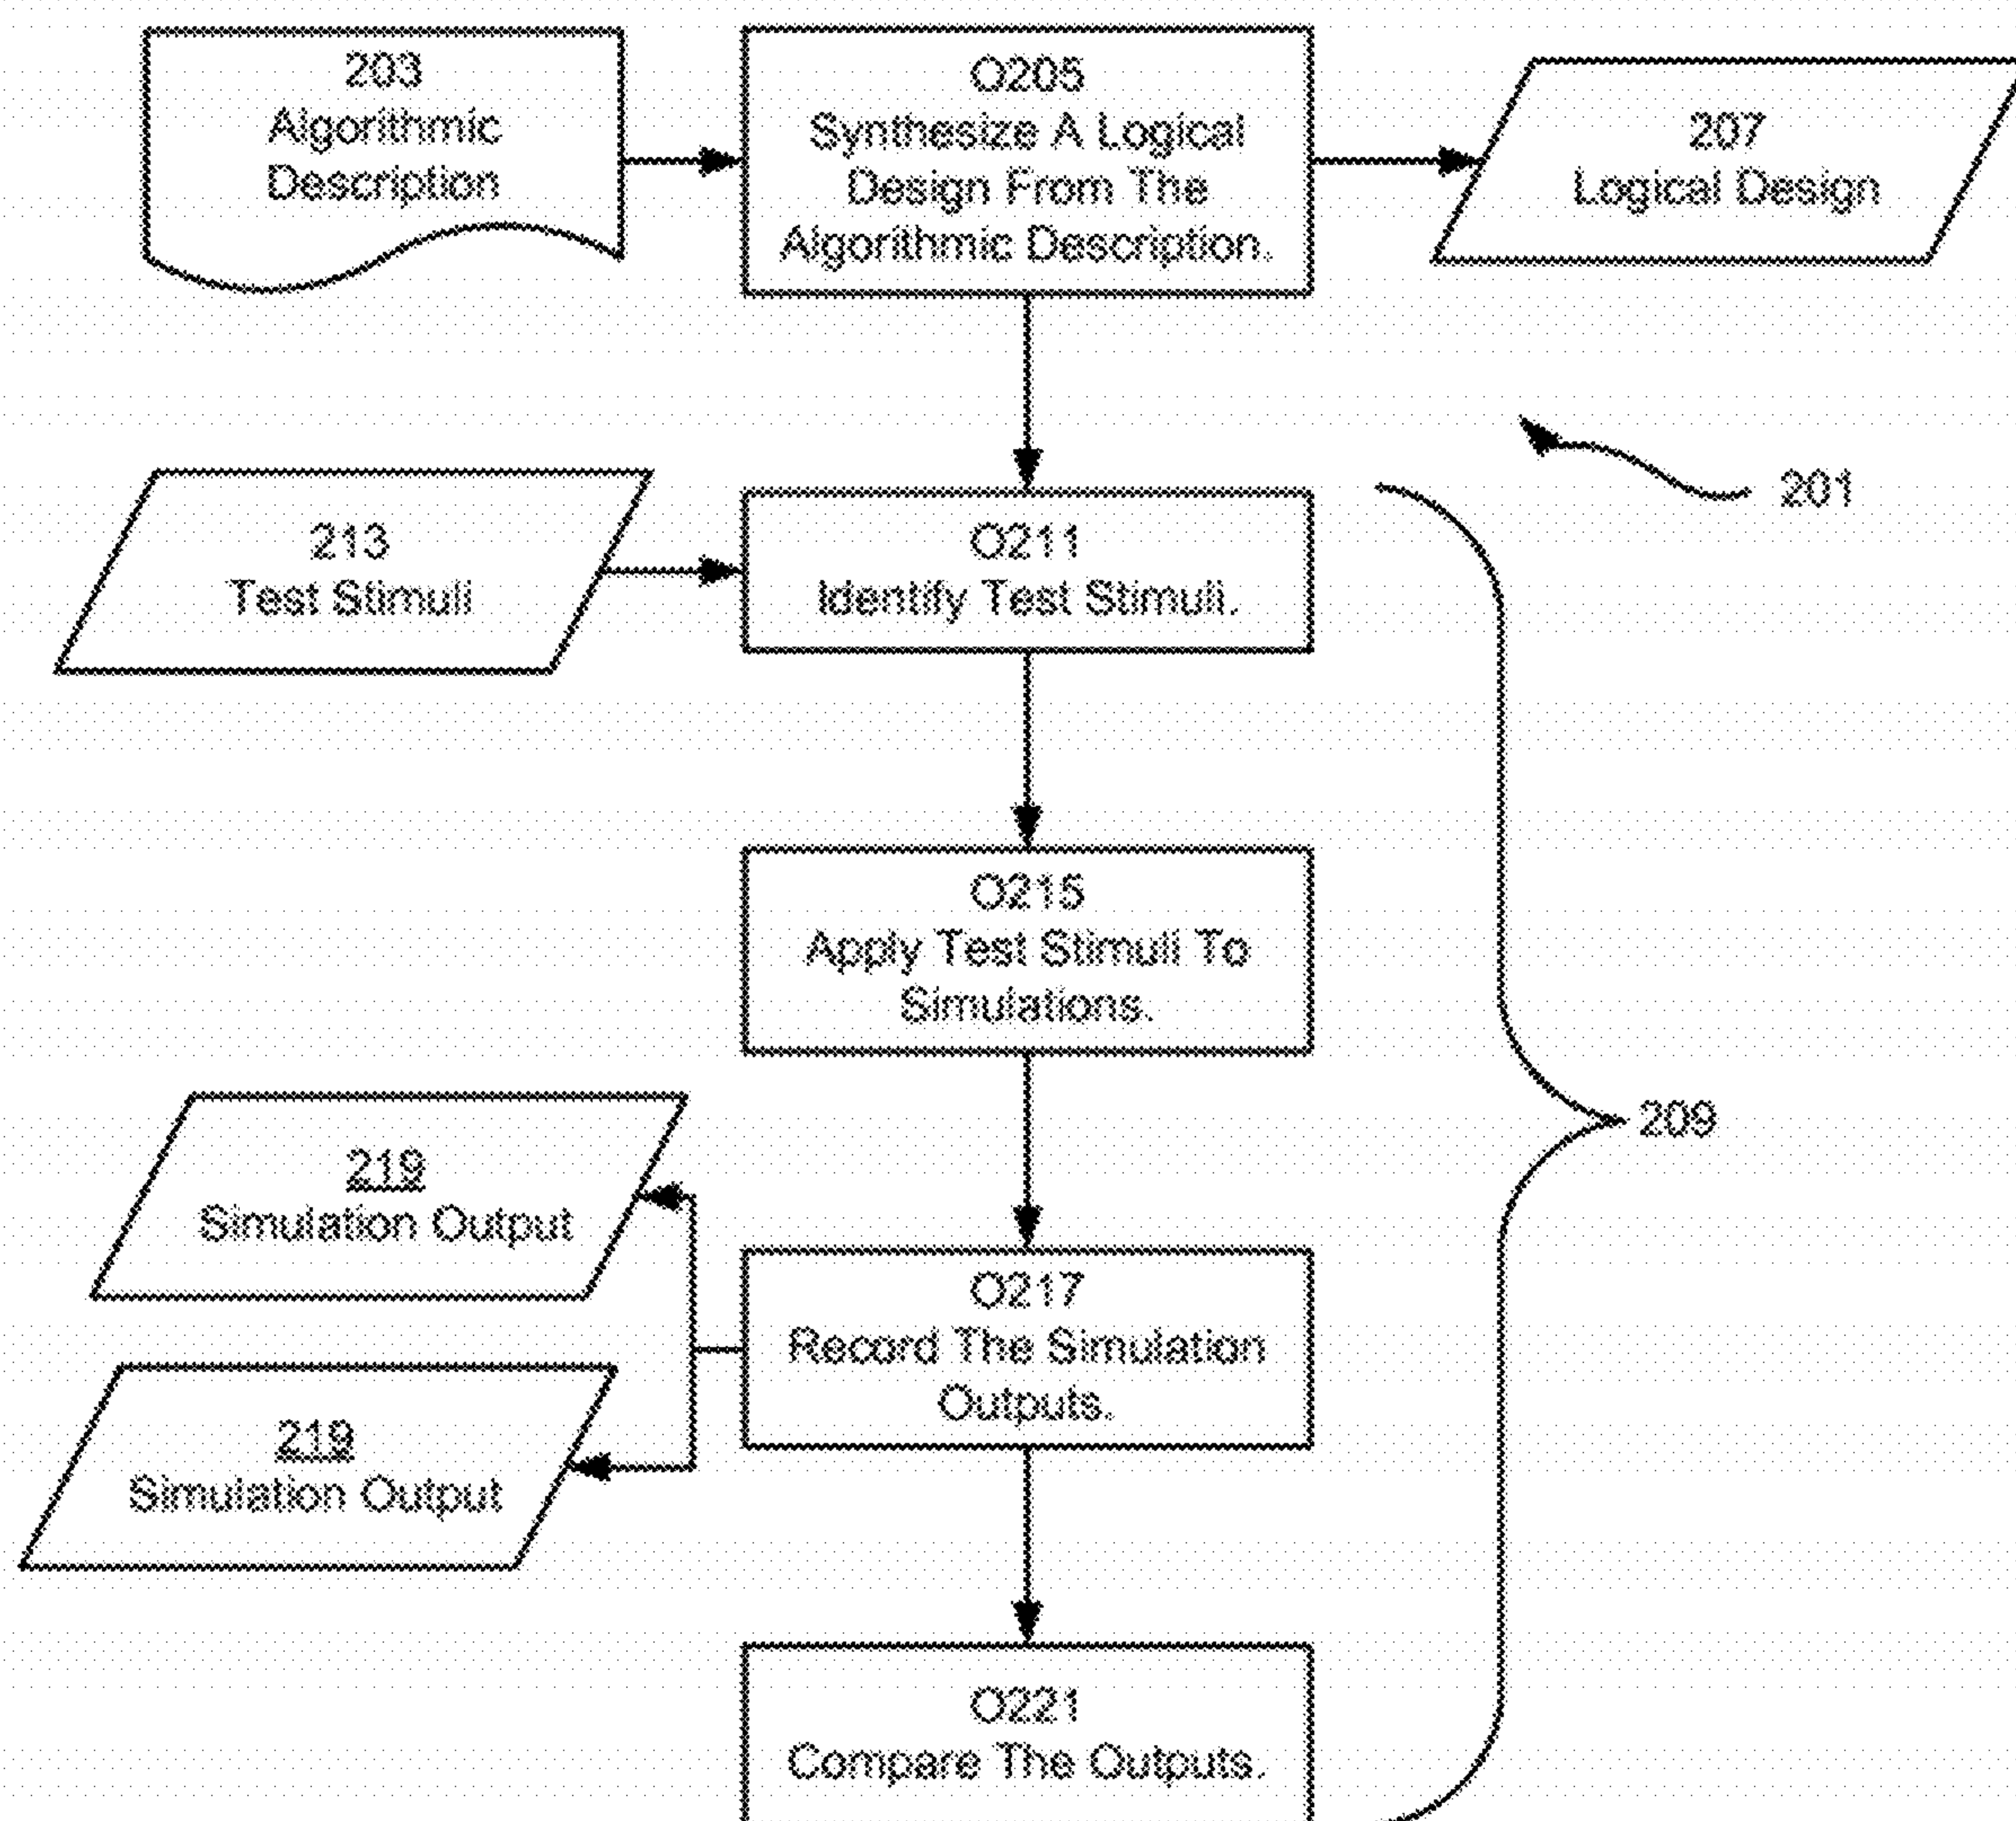 203
Algorithmic
Description
O205
Synthesize A Logical
Design From The
Algorithmic Description.
207
Logical Design
201
213
Test Stimuli
O211
Identify Test Stimuli.
O215
Apply Test Stimuli To
Simulations.
209
219
Simulation Output
O217
Record The Simulation
Outputs.
219
Simulation Output
O221
Compare The Outputs.